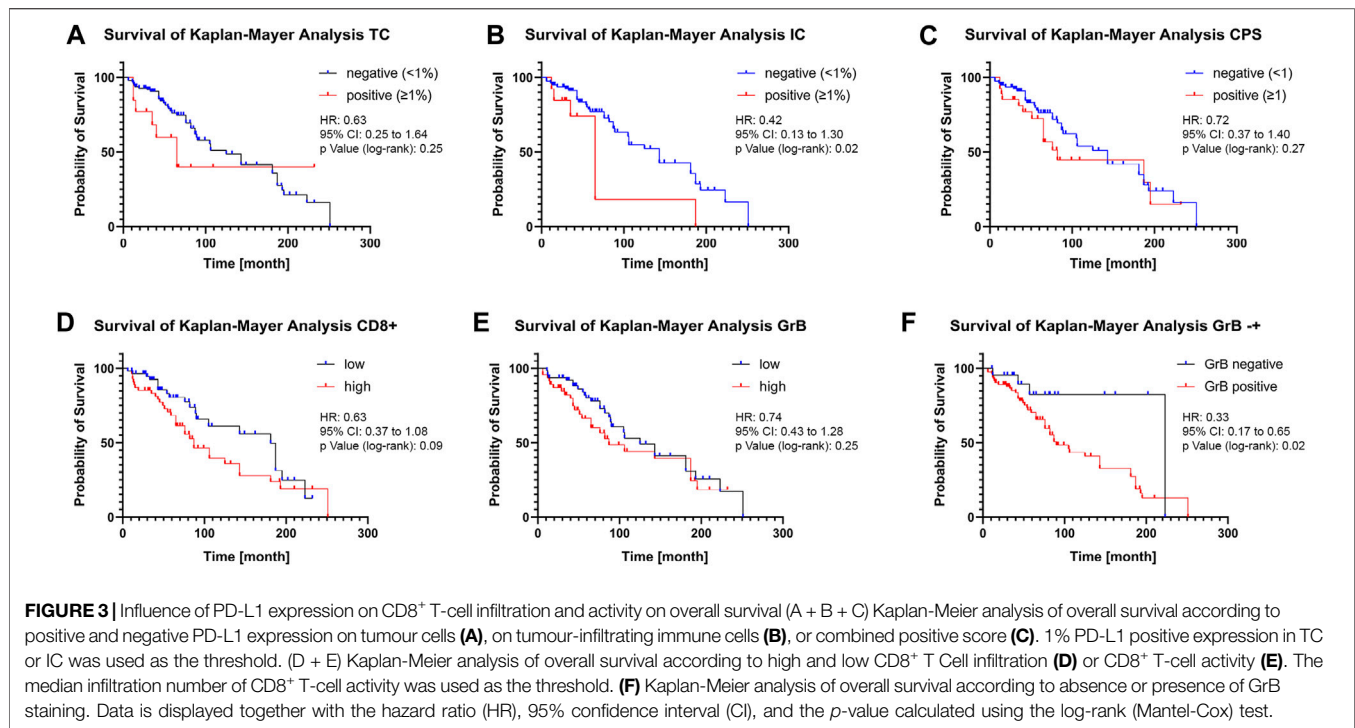 A Survival of Kaplan-Mayer Analysis TC
Probability of Survival
100
50
0
0 100 200 300
Time [month]
negative (<1%)
positive (≥1%)
HR: 0.63
95% CI: 0.25 to 1.64
p Value (log-rank): 0.25
B Survival of Kaplan-Mayer Analysis IC
Probability of Survival
100
50
0
0 100 200 300
Time [month]
negative (<1%)
positive (≥1%)
HR: 0.42
95% CI: 0.13 to 1.30
p Value (log-rank): 0.02
C Survival of Kaplan-Mayer Analysis CPS
Probability of Survival
100
50
0
0 100 200 300
Time [month]
negative (<1)
positive (≥1)
HR: 0.72
95% CI: 0.37 to 1.40
p Value (log-rank): 0.27
D Survival of Kaplan-Mayer Analysis CD8+
Probability of Survival
100
50
0
0 100 200 300
Time [month]
low
high
HR: 0.63
95% CI: 0.37 to 1.08
p Value (log-rank): 0.09
E Survival of Kaplan-Mayer Analysis GrB
Probability of Survival
100
50
0
0 100 200 300
Time [month]
low
high
HR: 0.74
95% CI: 0.43 to 1.28
p Value (log-rank): 0.25
F Survival of Kaplan-Mayer Analysis GrB -+
Probability of Survival
100
50
0
0 100 200 300
Time [month]
GrB negative
GrB positive
HR: 0.33
95% CI: 0.17 to 0.65
p Value (log-rank): 0.02
FIGURE 3 | Influence of PD-L1 expression on CD8⁺ T-cell infiltration and activity on overall survival (A + B + C) Kaplan-Meier analysis of overall survival according to
positive and negative PD-L1 expression on tumour cells (A), on tumour-infiltrating immune cells (B), or combined positive score (C). 1% PD-L1 positive expression in TC
or IC was used as the threshold. (D + E) Kaplan-Meier analysis of overall survival according to high and low CD8⁺ T Cell infiltration (D) or CD8⁺ T-cell activity (E). The
median infiltration number of CD8⁺ T-cell activity was used as the threshold. (F) Kaplan-Meier analysis of overall survival according to absence or presence of GrB
staining. Data is displayed together with the hazard ratio (HR), 95% confidence interval (CI), and the p-value calculated using the log-rank (Mantel-Cox) test.